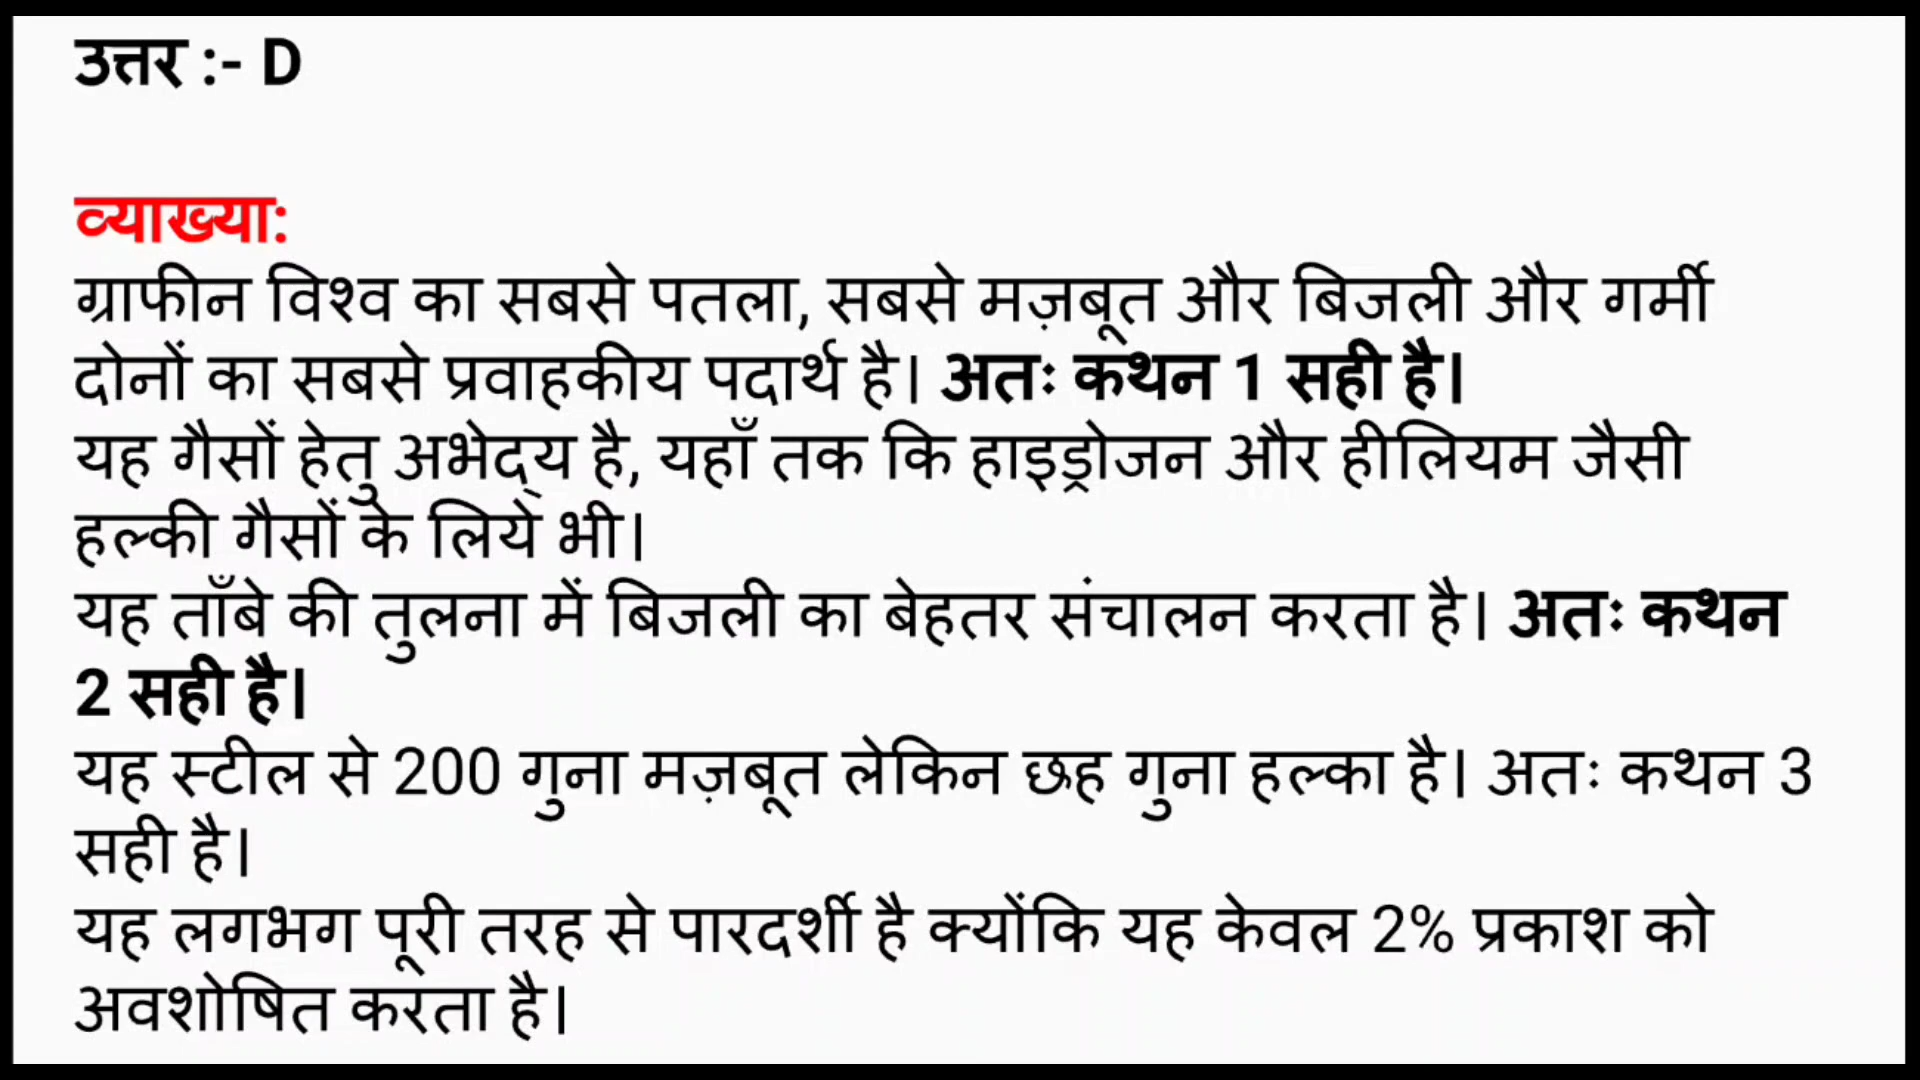 उत्तर :- D
व्याख्या:
ग्राफीन विश्व का सबसे पतला, सबसे मज़बूत और बिजली और गर्मी
दोनों का सबसे प्रवाहकीय पदार्थ है। अतः कथन 1 सही है।
यह गैसों हेतु अभेद्‌य है, यहाँ तक कि हाइड्रोजन और हीलियम जैसी
हल्की गैसों के लिये भी।
यह ताँबे की तुलना में बिजली का बेहतर संचालन करता है। अतः कथन
2 सही है।
यह स्टील से 200 गुना मज़बूत लेकिन छह गुना हल्का है। अतः कथन 3
सही है।
यह लगभग पूरी तरह से पारदर्शी है क्योंकि यह केवल 2% प्रकाश को
अवशोषित करता है।